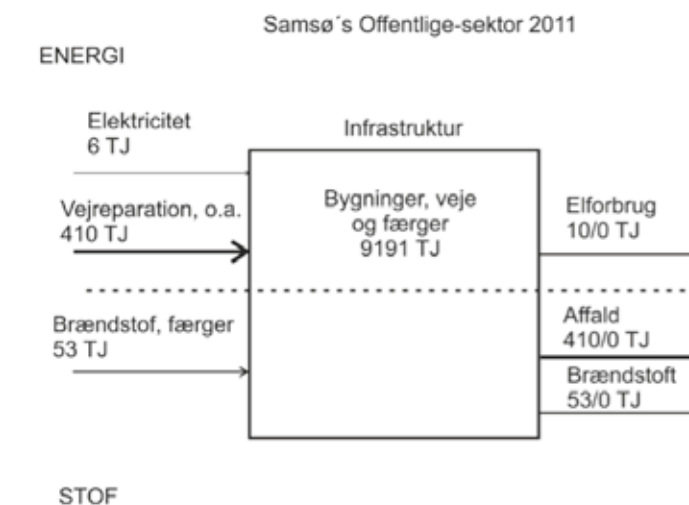 Samsø´s Offentlige-sektor 2011
ENERGI
Elektricitet
6 TJ
Infrastruktur
Vejreparation, o.a.
410 TJ
Bygninger, veje
og færger
9191 TJ
Elforbrug
10/0 TJ
Brændstof, færger
53 TJ
Affald
410/0 TJ
Brændstoft
53/0 TJ
STOF